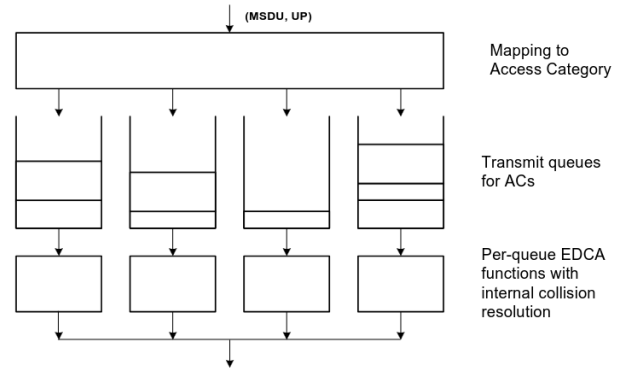 (MSDU, UP)
Mapping to
Access Category
Transmit queues
for ACs
Per-queue EDCA
functions with
internal collision
resolution